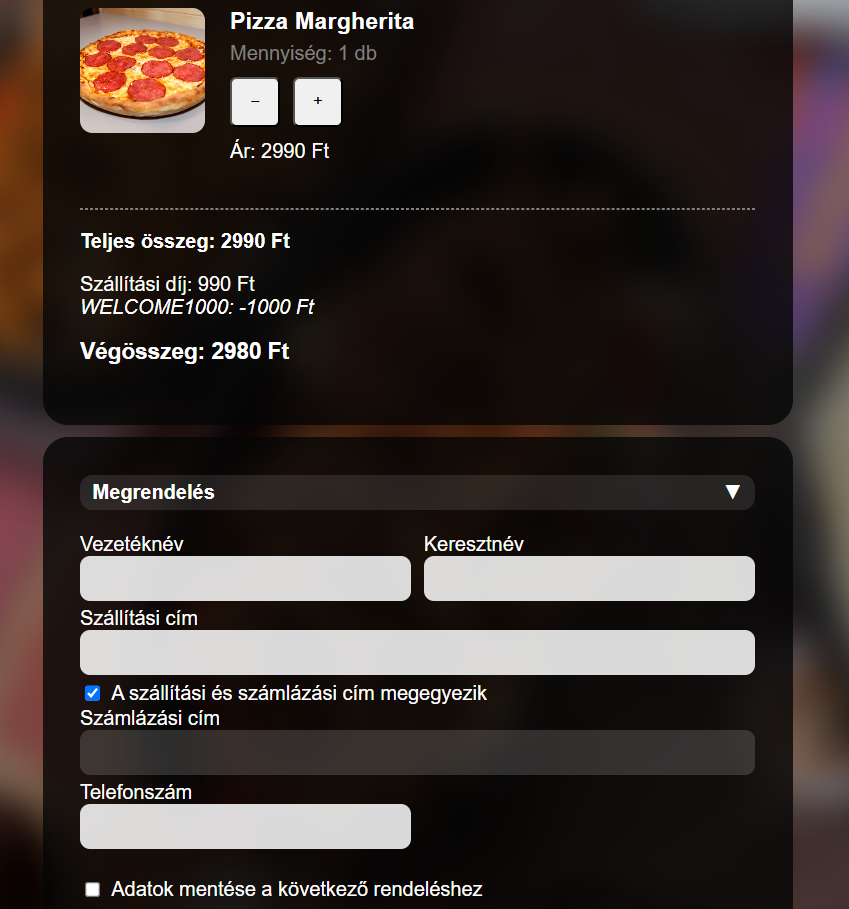 Pizza Margherita
Mennyiség: 1 db
– +
Ár: 2990 Ft
Teljes összeg: 2990 Ft
Szállítási díj: 990 Ft
WELCOME1000: -1000 Ft
Végösszeg: 2980 Ft
Megrendelés ▼
Vezetéknév Keresztnév
Szállítási cím
A szállítási és számlázási cím megegyezik
Számlázási cím
Telefonszám
Adatok mentése a következő rendeléshez